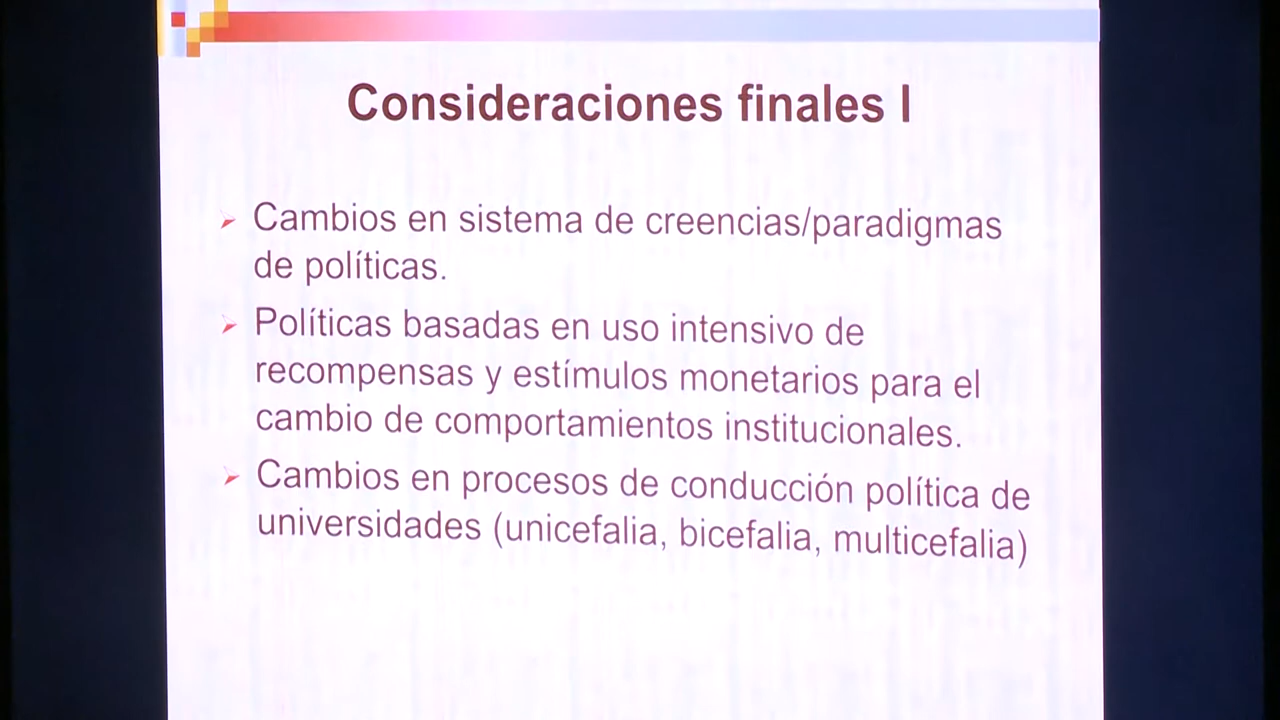 Consideraciones finales I
Cambios en sistema de creencias/paradigmas
de políticas.
Políticas basadas en uso intensivo de
recompensas y estímulos monetarios para el
cambio de comportamientos institucionales.
Cambios en procesos de conducción política de
universidades (unicefalia, bicefalia, multicefalia)